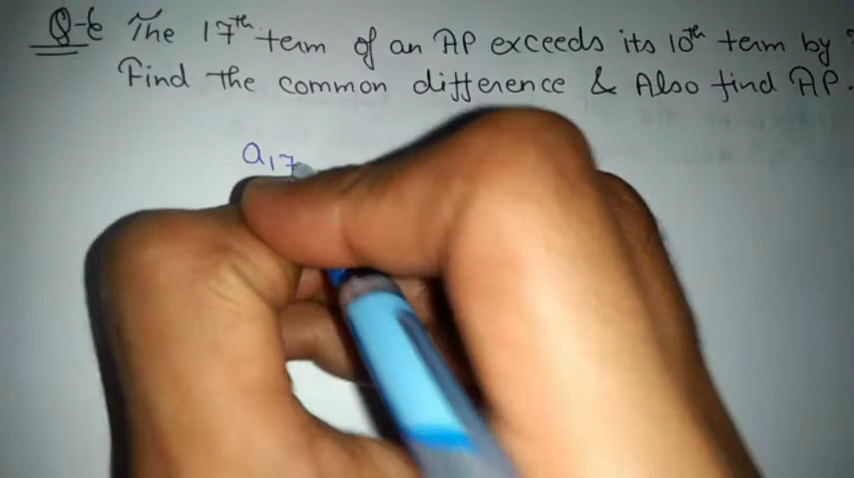 Q-6 The 17th term of an AP exceeds its 10th term by
Find the common difference & Also find AP.
a17